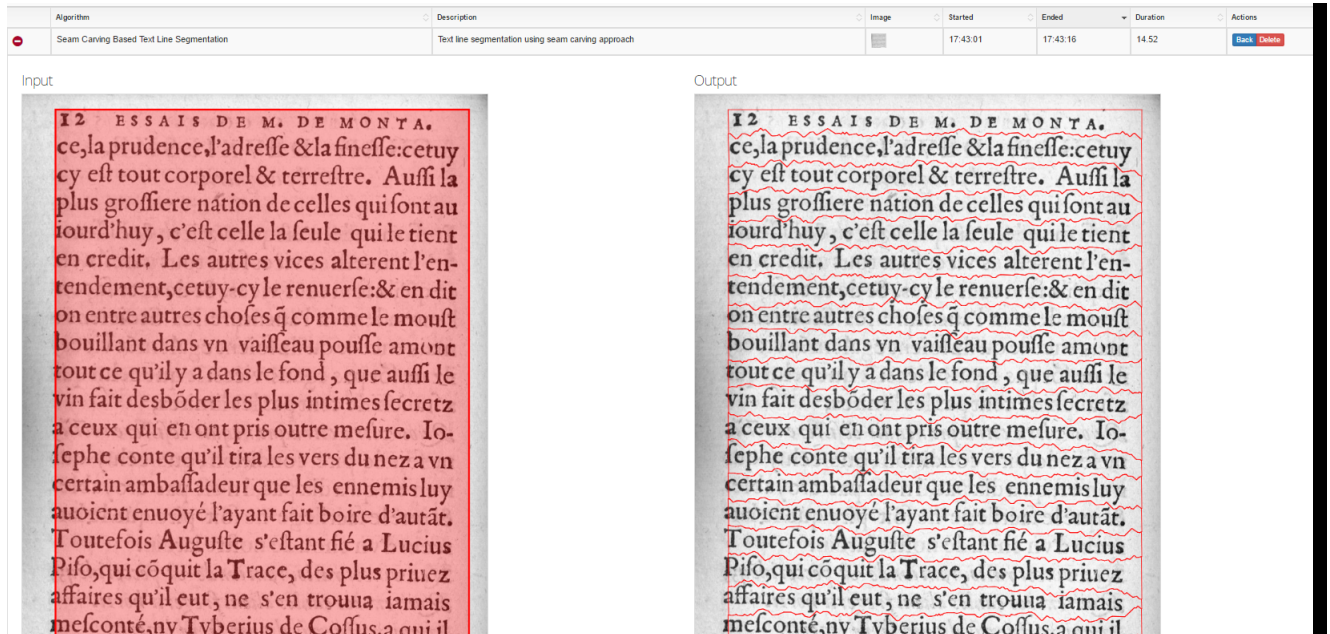 Algorithm Description Image Started Ended Duration Actions
Seam Carving Based Text Line Segmentation Text line segmentation using seam carving approach 17:43:01 17:43:16 14.52 Back Delete
Input
12 ESSAIS DE M. DE MONTA.
ce,la prudence,l'adreſſe &la fineſſe:cetuy
cy eſt tout corporel & terreſtre. Auſſi la
plus groſſiere nation de celles qui ſont au
iourd'huy, c'eſt celle la ſeule qui le tient
en credit. Les autres vices alterent l'en-
tendement,cetuy-cy le renuerſe:& en dit
on entre autres choſes q̃ comme le mouſt
bouillant dans vn vaiſſeau pouſſe amont
tout ce qu'il y a dans le fond, que auſſi le
vin fait desbõder les plus intimes ſecretz
a ceux qui en ont pris outre meſure. Io-
ſephe conte qu'il tira les vers du nez a vn
certain ambaſſadeur que les ennemis luy
auoient enuoyé l'ayant fait boire d'autãt.
Toutefois Auguſte s'eſtant fié a Lucius
Piſo,qui cõquit la Trace, des plus priuez
affaires qu'il eut, ne s'en trouua iamais
meſconté,ny Tyberius de Coſſus,a qui il
Output
12 ESSAIS DE M. DE MONTA.
ce,la prudence,l'adreſſe &la fineſſe:cetuy
cy eſt tout corporel & terreſtre. Auſſi la
plus groſſiere nation de celles qui ſont au
iourd'huy, c'eſt celle la ſeule qui le tient
en credit. Les autres vices alterent l'en-
tendement,cetuy-cy le renuerſe:& en dit
on entre autres choſes q̃ comme le mouſt
bouillant dans vn vaiſſeau pouſſe amont
tout ce qu'il y a dans le fond, que auſſi le
vin fait desbõder les plus intimes ſecretz
a ceux qui en ont pris outre meſure. Io-
ſephe conte qu'il tira les vers du nez a vn
certain ambaſſadeur que les ennemis luy
auoient enuoyé l'ayant fait boire d'autãt.
Toutefois Auguſte s'eſtant fié a Lucius
Piſo,qui cõquit la Trace, des plus priuez
affaires qu'il eut, ne s'en trouua iamais
meſconté,ny Tyberius de Coſſus,a qui il